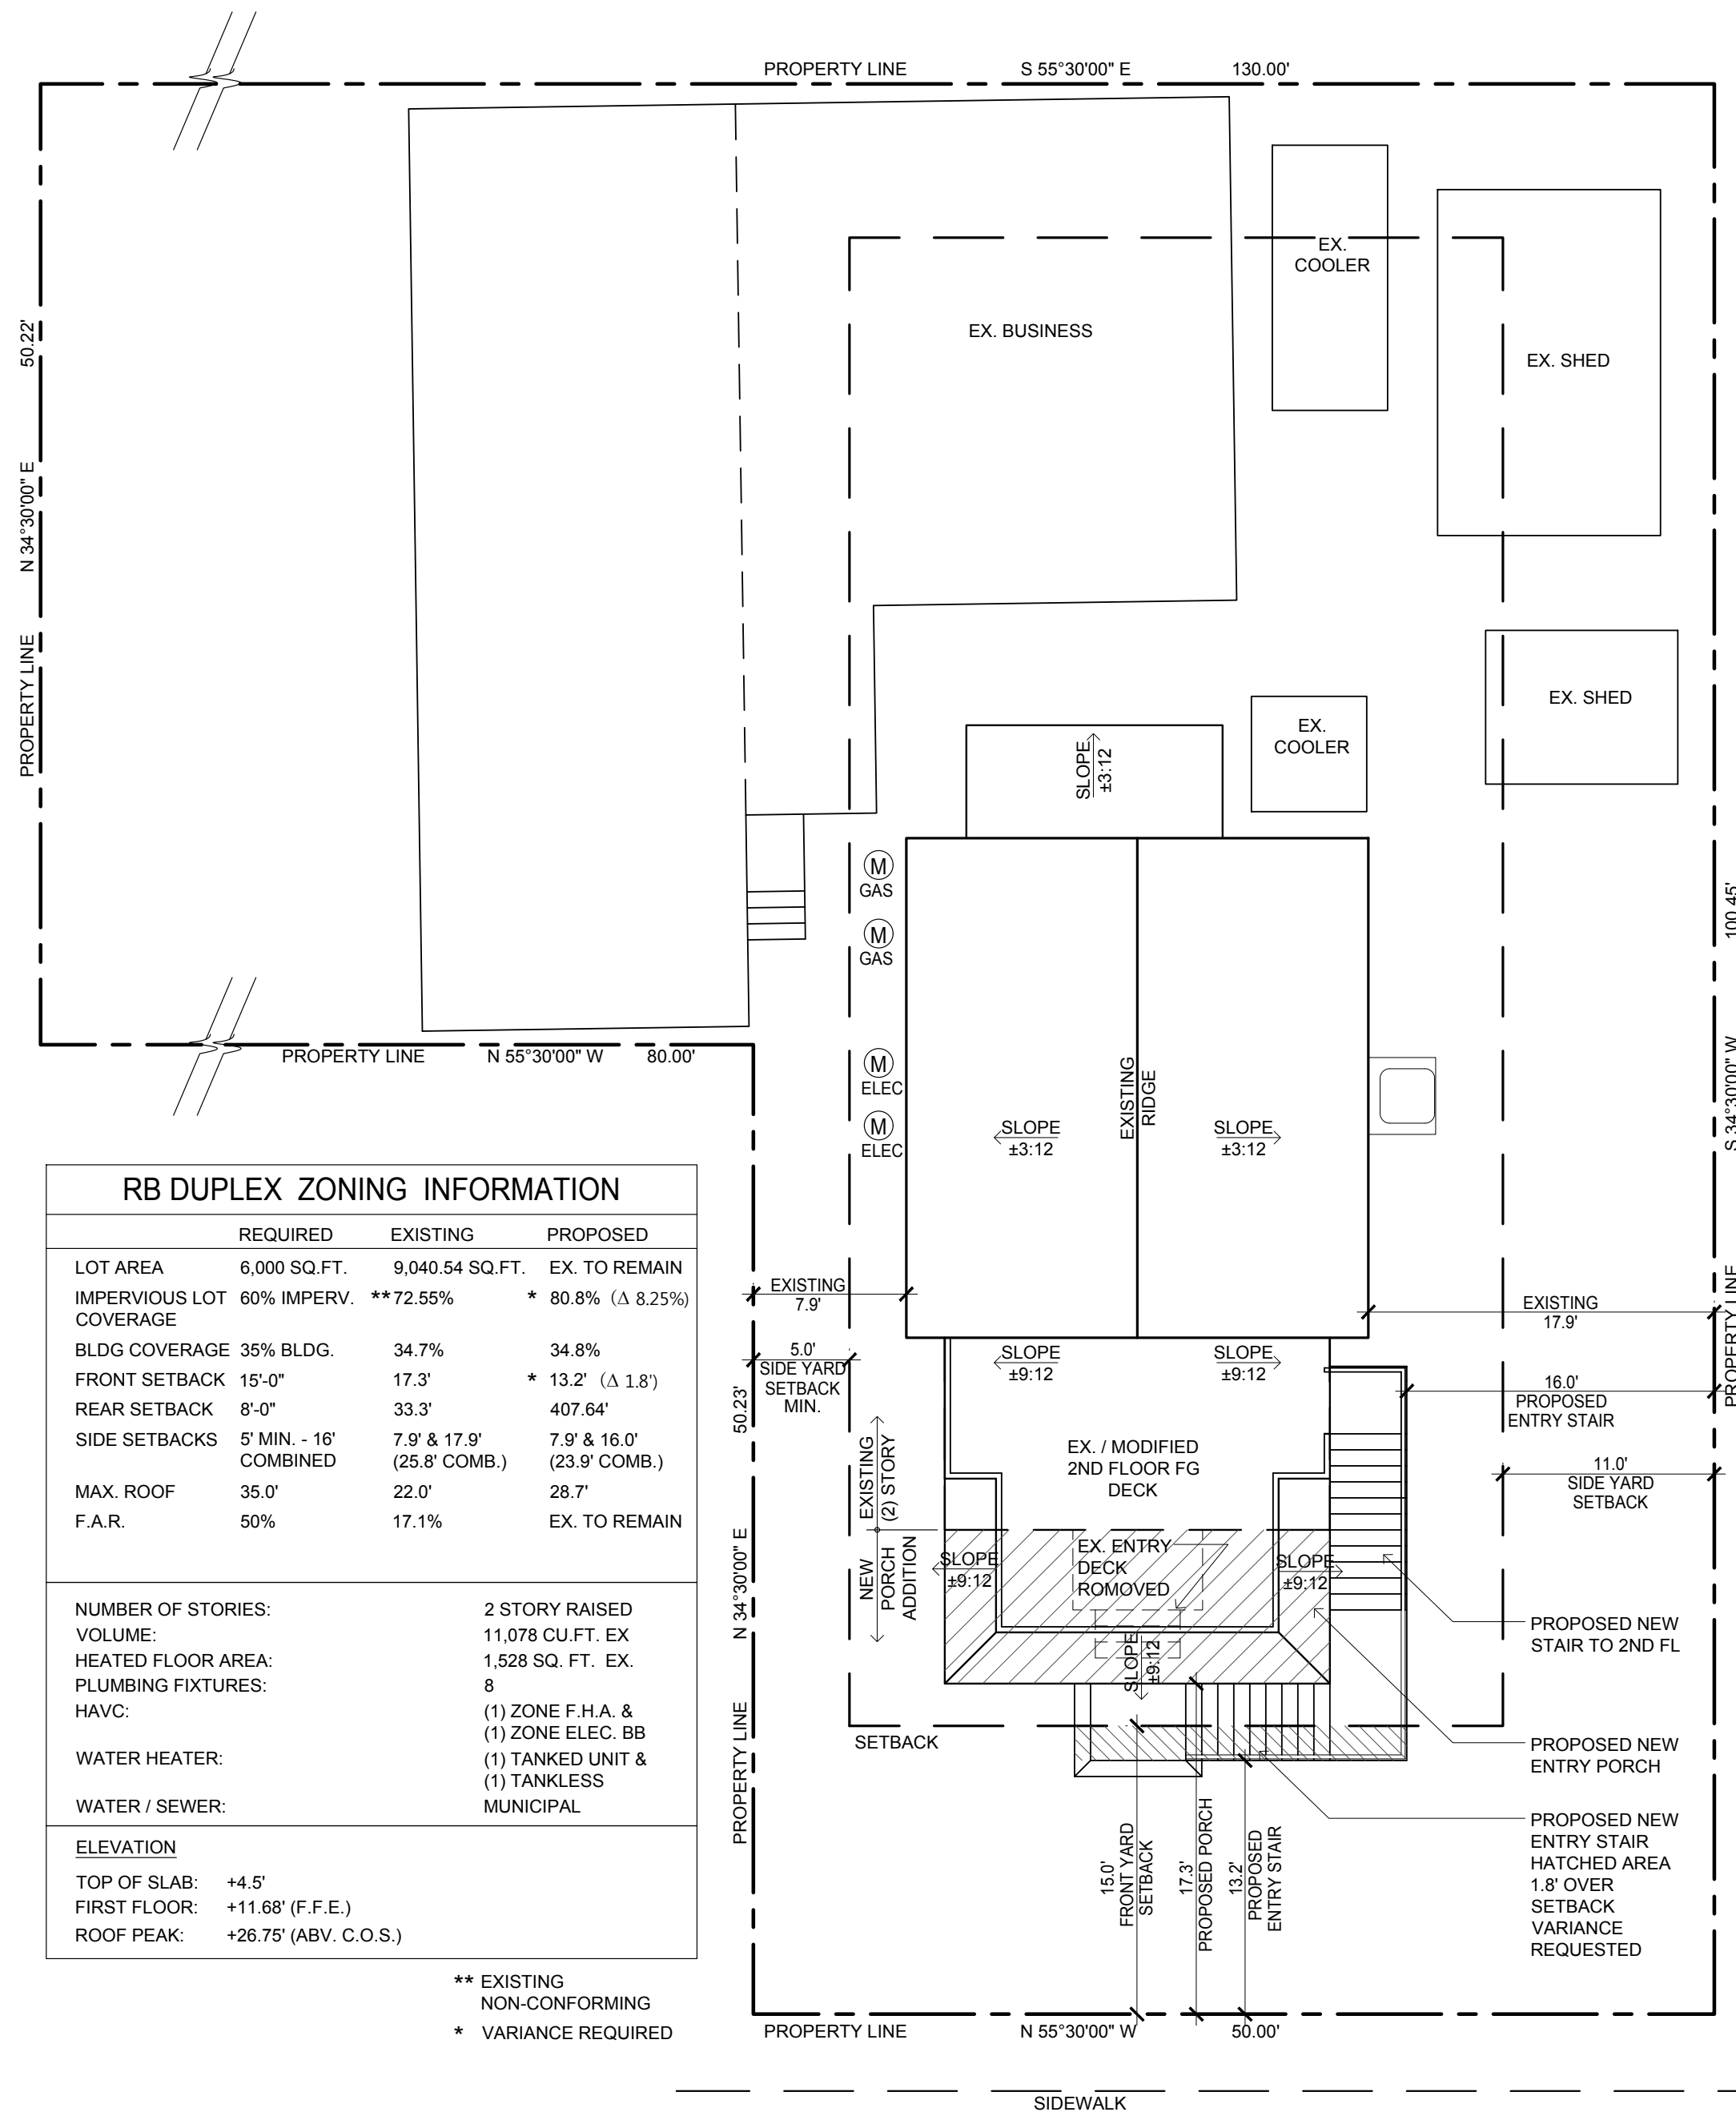 PROPERTY LINE S 55°30'00" E 130.00'
50.22'
N 34°30'00" E
PROPERTY LINE
EX. BUSINESS
EX.
COOLER
EX. SHED
EX. SHED
EX.
COOLER
SLOPE
±3:12
M
GAS
M
GAS
M
ELEC
M
ELEC
100.45'
S 34°30'00" W
PROPERTY LINE
PROPERTY LINE N 55°30'00" W 80.00'
EXISTING
RIDGE
SLOPE
±3:12
SLOPE
±3:12
RB DUPLEX ZONING INFORMATION
REQUIRED EXISTING PROPOSED
LOT AREA 6,000 SQ.FT. 9,040.54 SQ.FT. EX. TO REMAIN
IMPERVIOUS LOT 60% IMPERV. **72.55% * 80.8% (Δ 8.25%)
COVERAGE
BLDG COVERAGE 35% BLDG. 34.7% 34.8%
FRONT SETBACK 15'-0" 17.3' * 13.2' (Δ 1.8')
REAR SETBACK 8'-0" 33.3' 407.64'
SIDE SETBACKS 5' MIN. - 16' 7.9' & 17.9' 7.9' & 16.0'
COMBINED (25.8' COMB.) (23.9' COMB.)
MAX. ROOF 35.0' 22.0' 28.7'
F.A.R. 50% 17.1% EX. TO REMAIN
NUMBER OF STORIES: 2 STORY RAISED
VOLUME: 11,078 CU.FT. EX
HEATED FLOOR AREA: 1,528 SQ. FT. EX.
PLUMBING FIXTURES: 8
HAVC: (1) ZONE F.H.A. &
(1) ZONE ELEC. BB
WATER HEATER: (1) TANKED UNIT &
(1) TANKLESS
WATER / SEWER: MUNICIPAL
ELEVATION
TOP OF SLAB: +4.5'
FIRST FLOOR: +11.68' (F.F.E.)
ROOF PEAK: +26.75' (ABV. C.O.S.)
** EXISTING
NON-CONFORMING
* VARIANCE REQUIRED
EXISTING
7.9'
5.0'
SIDE YARD
SETBACK
MIN.
50.23'
N 34°30'00" E
PROPERTY LINE
EXISTING
17.9'
16.0'
PROPOSED
ENTRY STAIR
11.0'
SIDE YARD
SETBACK
SLOPE
±9:12
SLOPE
±9:12
EX. / MODIFIED
2ND FLOOR FG
DECK
EXISTING
(2) STORY
NEW
PORCH
ADDITION
SLOPE
±9:12
EX. ENTRY
DECK
ROMOVED
SLOPE
±9:12
SLOPE
±9:12
SETBACK
PROPOSED NEW
STAIR TO 2ND FL
PROPOSED NEW
ENTRY PORCH
PROPOSED NEW
ENTRY STAIR
HATCHED AREA
1.8' OVER
SETBACK
VARIANCE
REQUESTED
15.0'
FRONT YARD
SETBACK
17.3'
PROPOSED PORCH
13.2'
PROPOSED
ENTRY STAIR
PROPERTY LINE N 55°30'00" W 50.00'
SIDEWALK